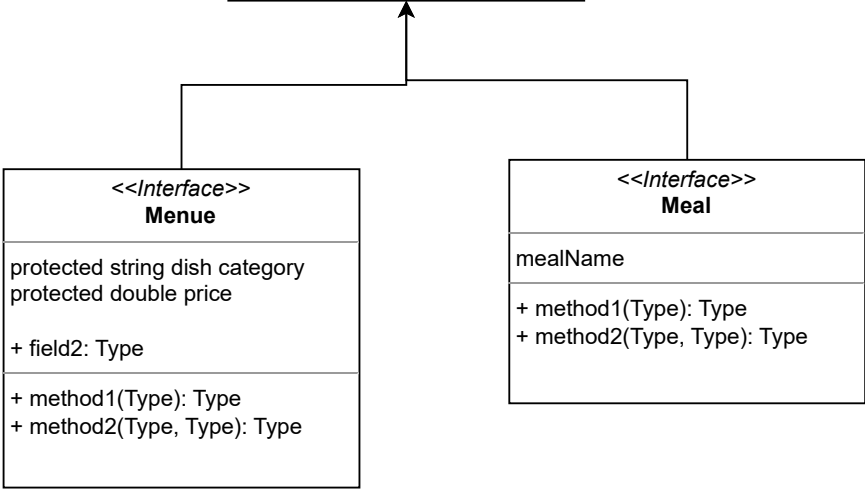 <<Interface>>
Menue
protected string dish category
protected double price
+ field2: Type
+ method1(Type): Type
+ method2(Type, Type): Type
<<Interface>>
Meal
mealName
+ method1(Type): Type
+ method2(Type, Type): Type